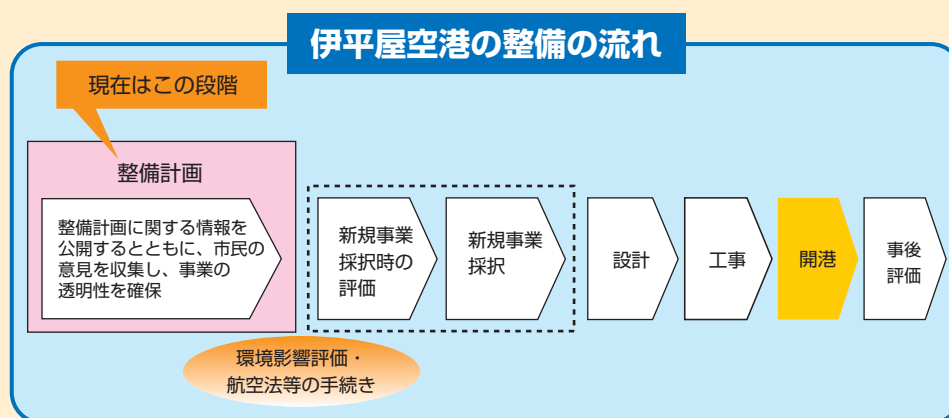 伊平屋空港の整備の流れ
現在はこの段階
整備計画
整備計画に関する情報を
公開するとともに、市民の
意見を収集し、事業の
透明性を確保
新規事業
採択時の
評価
新規事業
採択
設計
工事
開港
事後
評価
環境影響評価・
航空法等の手続き